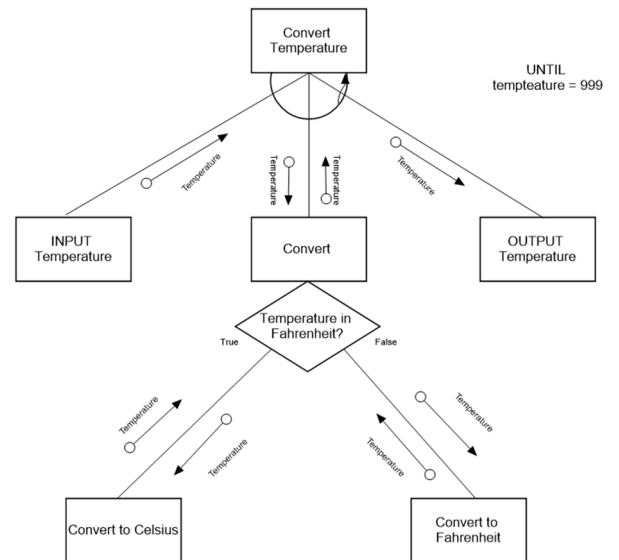 Convert
Temperature
UNTIL
tempteature = 999
Temperature
Temperature
Temperature
Temperature
INPUT
Temperature
Convert
OUTPUT
Temperature
Temperature in
Fahrenheit?
True
False
Temperature
Temperature
Temperature
Temperature
Convert to Celsius
Convert to
Fahrenheit